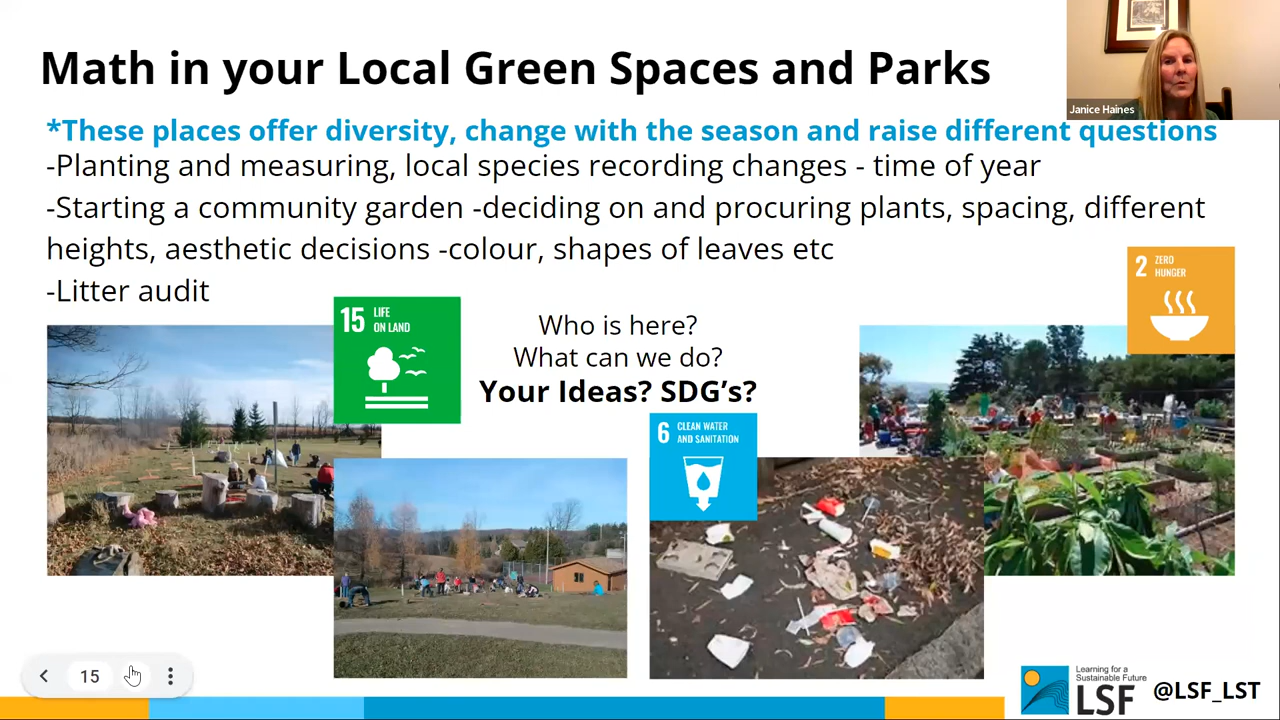 Math in your Local Green Spaces and Parks
Janice Haines
*These places offer diversity, change with the season and raise different questions
-Planting and measuring, local species recording changes - time of year
-Starting a community garden -deciding on and procuring plants, spacing, different
heights, aesthetic decisions -colour, shapes of leaves etc
-Litter audit
2 ZERO
HUNGER
15 LIFE
ON LAND
Who is here?
What can we do?
Your Ideas? SDG's?
6 CLEAN WATER
AND SANITATION
15
Learning for a
Sustainable Future
LSF
@LSF_LST